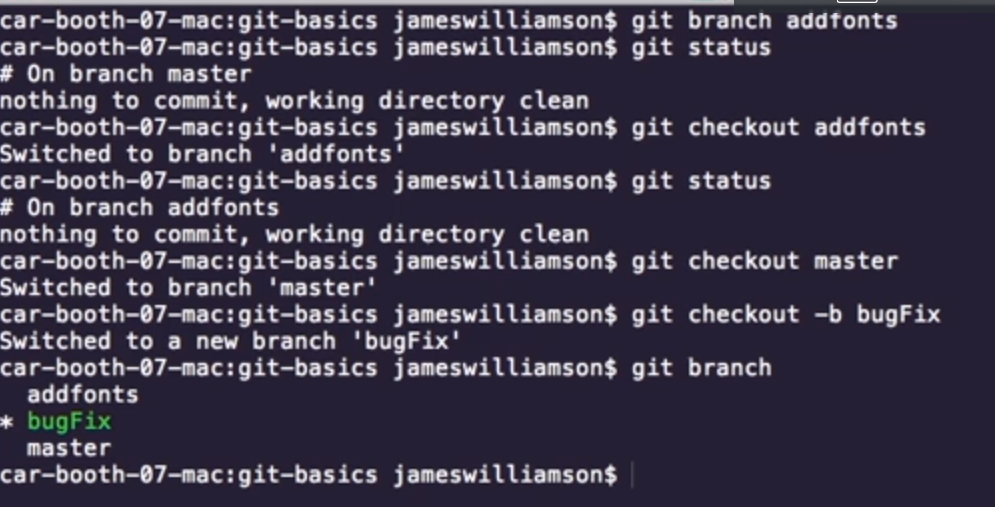 car-booth-07-mac:git-basics jameswilliamson$ git branch addfonts
car-booth-07-mac:git-basics jameswilliamson$ git status
# On branch master
nothing to commit, working directory clean
car-booth-07-mac:git-basics jameswilliamson$ git checkout addfonts
Switched to branch 'addfonts'
car-booth-07-mac:git-basics jameswilliamson$ git status
# On branch addfonts
nothing to commit, working directory clean
car-booth-07-mac:git-basics jameswilliamson$ git checkout master
Switched to branch 'master'
car-booth-07-mac:git-basics jameswilliamson$ git checkout -b bugFix
Switched to a new branch 'bugFix'
car-booth-07-mac:git-basics jameswilliamson$ git branch
  addfonts
* bugFix
  master
car-booth-07-mac:git-basics jameswilliamson$